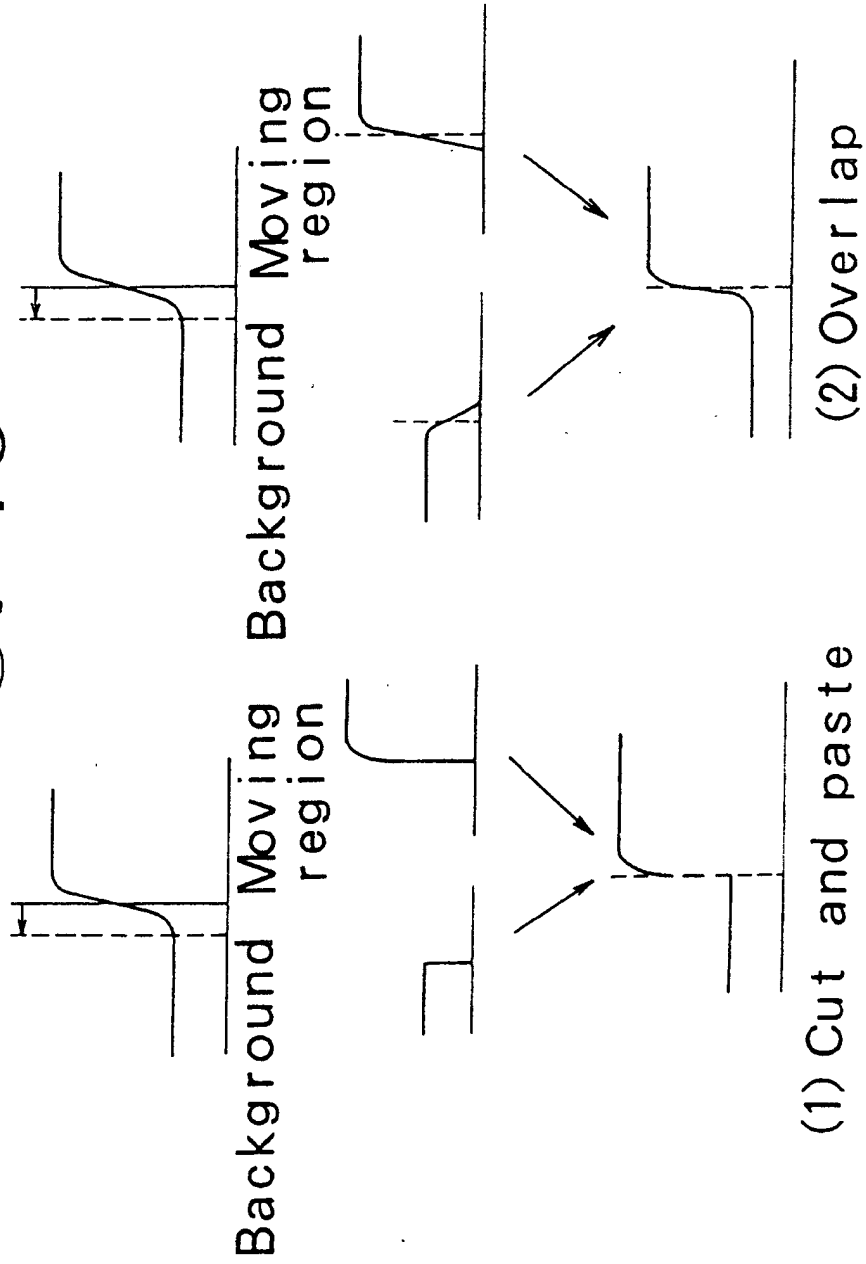 Background Moving
region
Background Moving
region
(1) Cut and paste
(2) Overlap